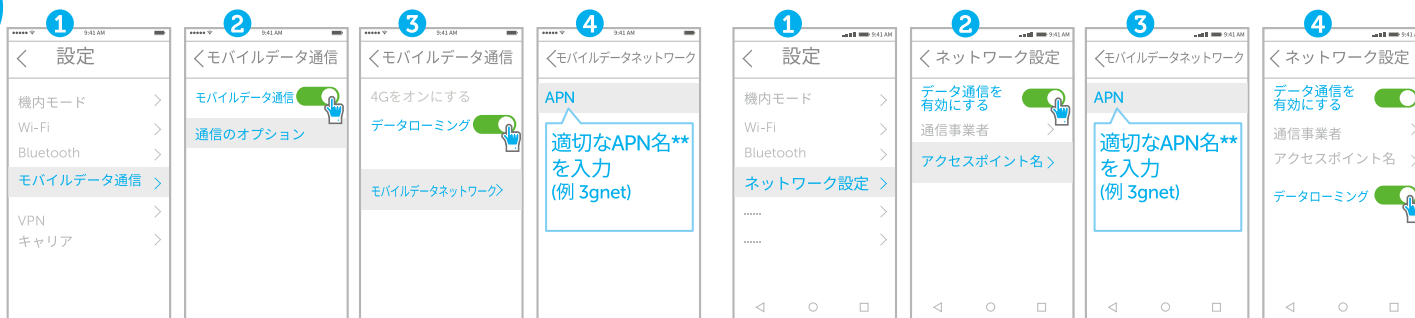 1
9:41 AM
設定
機内モード
Wi-Fi
Bluetooth
モバイルデータ通信
VPN
キャリア
2
9:41 AM
モバイルデータ通信
モバイルデータ通信
通信のオプション
3
9:41 AM
モバイルデータ通信
4Gをオンにする
データローミング
モバイルデータネットワーク
4
9:41 AM
モバイルデータネットワーク
APN
適切なAPN名**
を入力
(例 3gnet)
1
9:41 AM
設定
機内モード
Wi-Fi
Bluetooth
ネットワーク設定
......
......
2
9:41 AM
ネットワーク設定
データ通信を
有効にする
通信事業者
アクセスポイント名
3
9:41 AM
モバイルデータネットワーク
APN
適切なAPN名**
を入力
(例 3gnet)
4
9:41
ネットワーク設定
データ通信を
有効にする
通信事業者
アクセスポイント名
データローミング